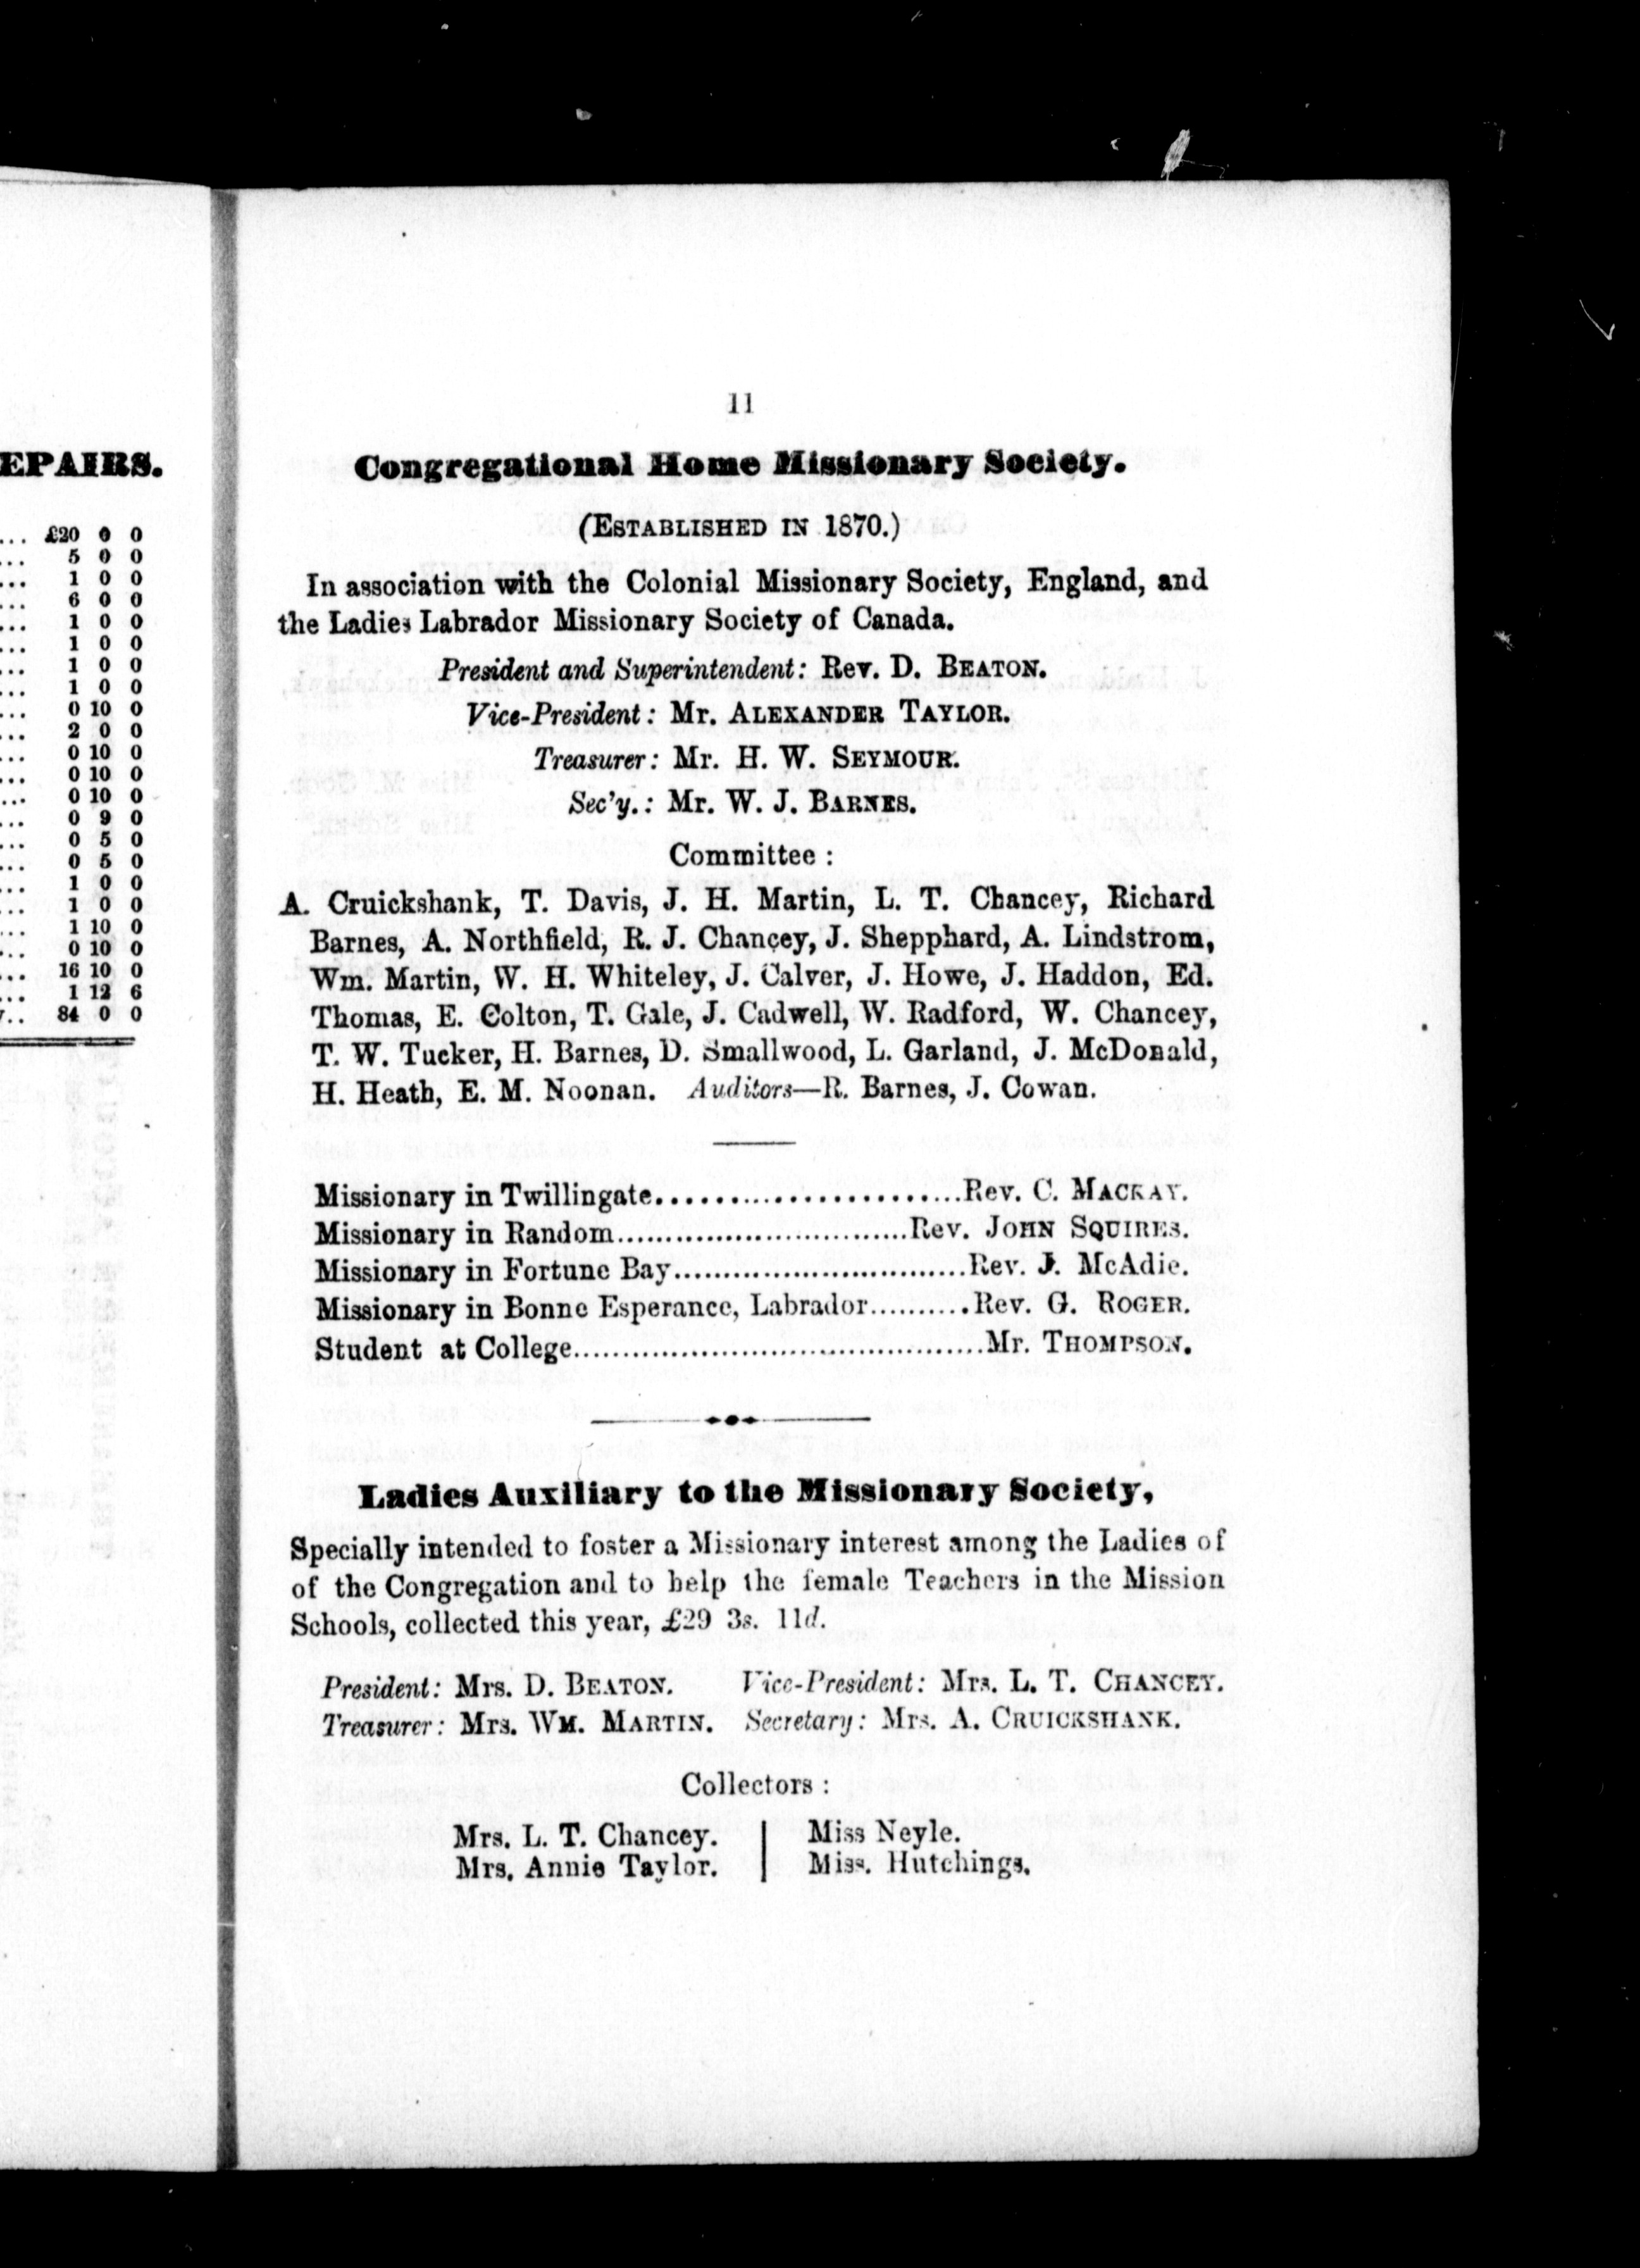 EPAIRS.
... £20 0 0
... 5 0 0
... 1 0 0
... 6 0 0
... 1 0 0
... 1 0 0
... 1 0 0
... 1 0 0
... 0 10 0
... 2 0 0
... 0 10 0
... 0 10 0
... 0 10 0
... 0 9 0
... 0 5 0
... 0 5 0
... 1 0 0
... 1 0 0
... 1 10 0
... 0 10 0
... 16 10 0
... 1 12 6
.. 84 0 0
11
Congregational Home Missionary Society.
(ESTABLISHED IN 1870.)
In association with the Colonial Missionary Society, England, and
the Ladies Labrador Missionary Society of Canada.
President and Superintendent: Rev. D. BEATON.
Vice-President: Mr. ALEXANDER TAYLOR.
Treasurer: Mr. H. W. SEYMOUR.
Sec'y.: Mr. W. J. BARNES.
Committee:
A. Cruickshank, T. Davis, J. H. Martin, L. T. Chancey, Richard
Barnes, A. Northfield, R. J. Chancey, J. Shepphard, A. Lindstrom,
Wm. Martin, W. H. Whiteley, J. Calver, J. Howe, J. Haddon, Ed.
Thomas, E. Colton, T. Gale, J. Cadwell, W. Radford, W. Chancey,
T. W. Tucker, H. Barnes, D. Smallwood, L. Garland, J. McDonald,
H. Heath, E. M. Noonan. Auditors—R. Barnes, J. Cowan.
Missionary in Twillingate........................Rev. C. MACKAY.
Missionary in Random..............................Rev. JOHN SQUIRES.
Missionary in Fortune Bay..............................Rev. J. McAdie.
Missionary in Bonne Esperance, Labrador..........Rev. G. ROGER.
Student at College..........................................Mr. THOMPSON.
Ladies Auxiliary to the Missionary Society,
Specially intended to foster a Missionary interest among the Ladies of
of the Congregation and to help the female Teachers in the Mission
Schools, collected this year, £29 3s. 11d.
President: Mrs. D. BEATON. Vice-President: Mrs. L. T. CHANCEY.
Treasurer: Mrs. WM. MARTIN. Secretary: Mrs. A. CRUICKSHANK.
Collectors:
Mrs. L. T. Chancey. | Miss Neyle.
Mrs. Annie Taylor. | Miss. Hutchings.